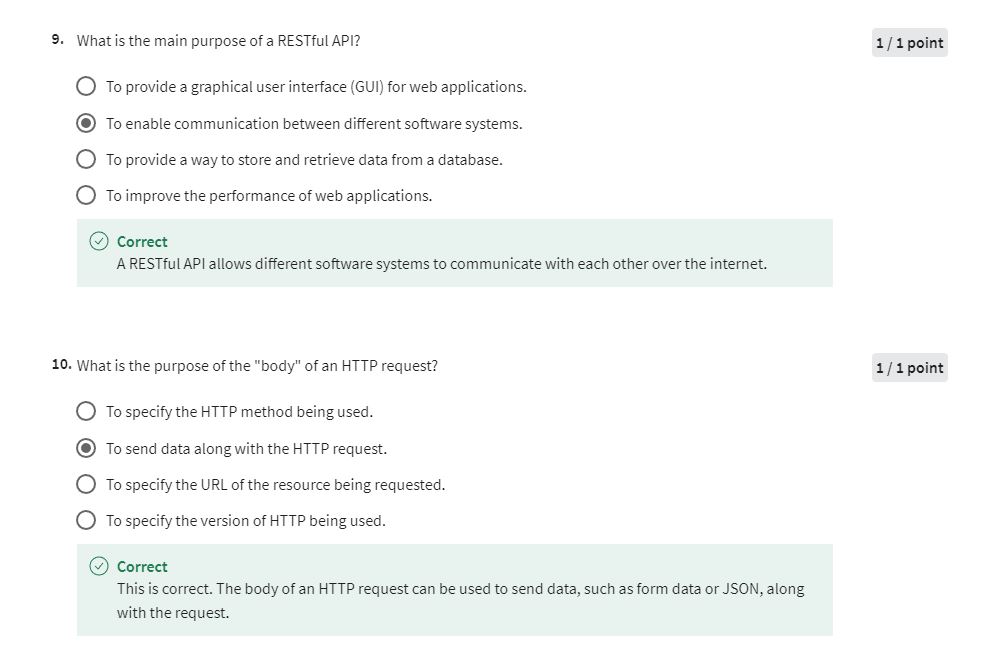 9. What is the main purpose of a RESTful API?
1 / 1 point
To provide a graphical user interface (GUI) for web applications.
To enable communication between different software systems.
To provide a way to store and retrieve data from a database.
To improve the performance of web applications.
Correct
A RESTful API allows different software systems to communicate with each other over the internet.
10. What is the purpose of the "body" of an HTTP request?
1 / 1 point
To specify the HTTP method being used.
To send data along with the HTTP request.
To specify the URL of the resource being requested.
To specify the version of HTTP being used.
Correct
This is correct. The body of an HTTP request can be used to send data, such as form data or JSON, along
with the request.